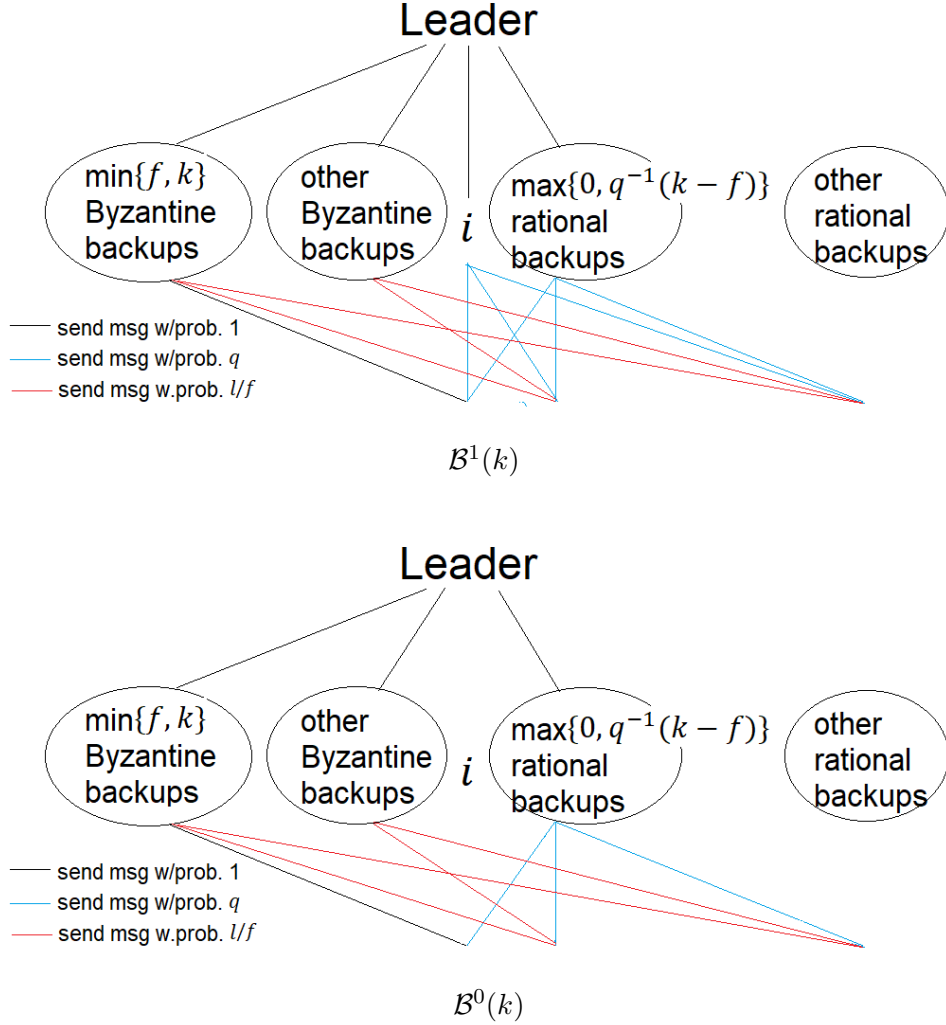 Leader
min{f, k}
Byzantine
backups
other
Byzantine
backups
i
max{0, q⁻¹(k − f)}
rational
backups
other
rational
backups
send msg w/prob. 1
send msg w/prob. q
send msg w.prob. l/f
B¹(k)
Leader
min{f, k}
Byzantine
backups
other
Byzantine
backups
i
max{0, q⁻¹(k − f)}
rational
backups
other
rational
backups
send msg w/prob. 1
send msg w/prob. q
send msg w.prob. l/f
B⁰(k)